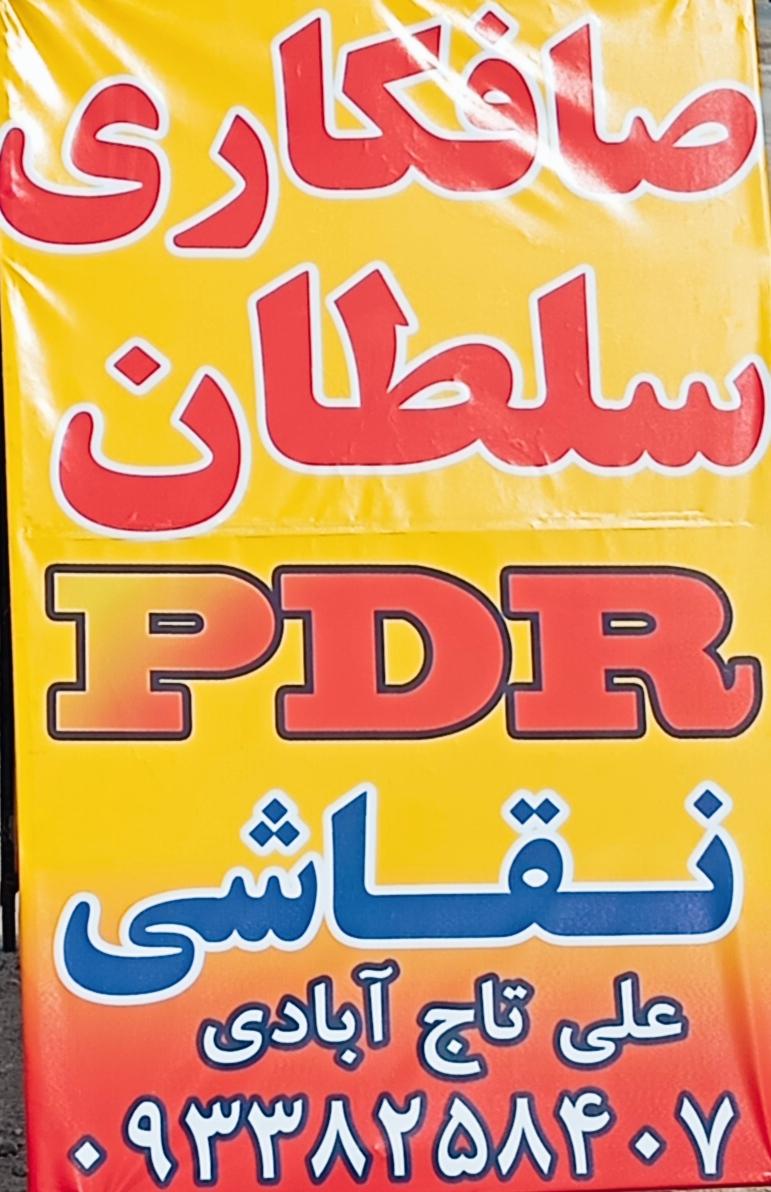 صافکاری
سلطان
PDR
نقاشی
علی تاج آبادی
۰۹۳۳۸۲۵۸۴۰۷